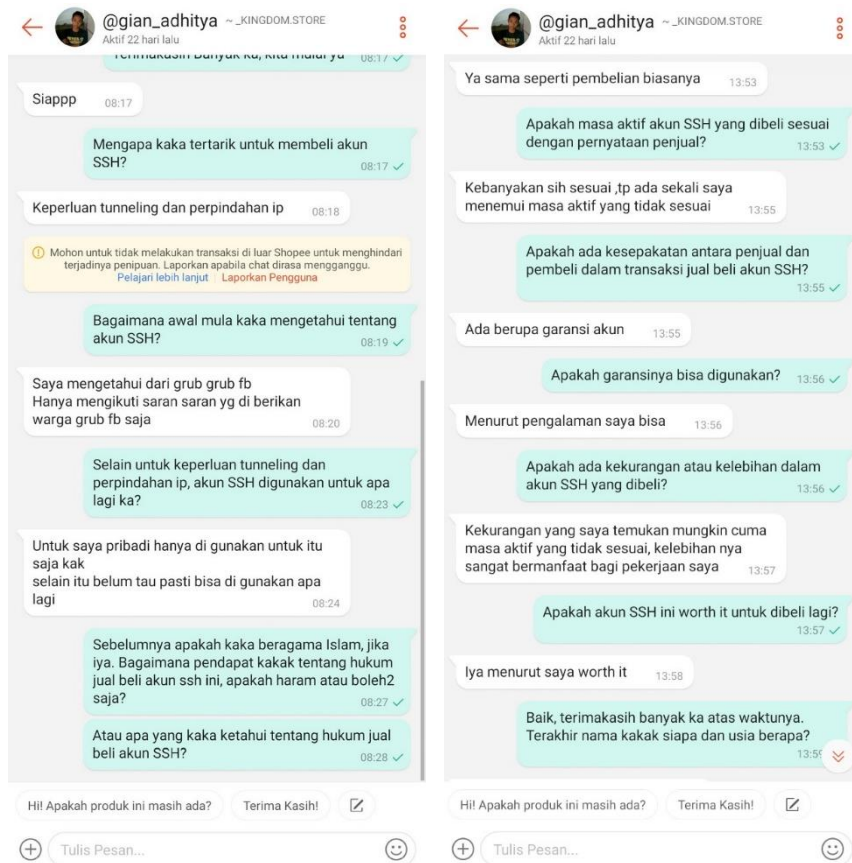 @gian_adhitya ~ _KINGDOM.STORE
Aktif 22 hari lalu
Terimakasih banyak ka, kita mulai ya 08:17
Siappp 08:17
Mengapa kaka tertarik untuk membeli akun
SSH? 08:17
Keperluan tunneling dan perpindahan ip 08:18
Mohon untuk tidak melakukan transaksi di luar Shopee untuk menghindari
terjadinya penipuan. Laporkan apabila chat dirasa mengganggu.
Pelajari lebih lanjut Laporkan Pengguna
Bagaimana awal mula kaka mengetahui tentang
akun SSH? 08:19
Saya mengetahui dari grub grub fb
Hanya mengikuti saran saran yg di berikan
warga grub fb saja 08:20
Selain untuk keperluan tunneling dan
perpindahan ip, akun SSH digunakan untuk apa
lagi ka? 08:23
Untuk saya pribadi hanya di gunakan untuk itu
saja kak
selain itu belum tau pasti bisa di gunakan apa
lagi 08:24
Sebelumnya apakah kaka beragama Islam, jika
iya. Bagaimana pendapat kakak tentang hukum
jual beli akun ssh ini, apakah haram atau boleh2
saja? 08:27
Atau apa yang kaka ketahui tentang hukum jual
beli akun SSH? 08:28
Hi! Apakah produk ini masih ada? Terima Kasih!
Tulis Pesan...
@gian_adhitya ~ _KINGDOM.STORE
Aktif 22 hari lalu
Ya sama seperti pembelian biasanya 13:53
Apakah masa aktif akun SSH yang dibeli sesuai
dengan pernyataan penjual? 13:53
Kebanyakan sih sesuai ,tp ada sekali saya
menemui masa aktif yang tidak sesuai 13:55
Apakah ada kesepakatan antara penjual dan
pembeli dalam transaksi jual beli akun SSH?
13:55
Ada berupa garansi akun 13:55
Apakah garansinya bisa digunakan? 13:56
Menurut pengalaman saya bisa 13:56
Apakah ada kekurangan atau kelebihan dalam
akun SSH yang dibeli? 13:56
Kekurangan yang saya temukan mungkin cuma
masa aktif yang tidak sesuai, kelebihan nya
sangat bermanfaat bagi pekerjaan saya 13:57
Apakah akun SSH ini worth it untuk dibeli lagi?
13:57
Iya menurut saya worth it 13:58
Baik, terimakasih banyak ka atas waktunya.
Terakhir nama kakak siapa dan usia berapa?
13:59
Hi! Apakah produk ini masih ada? Terima Kasih!
Tulis Pesan...